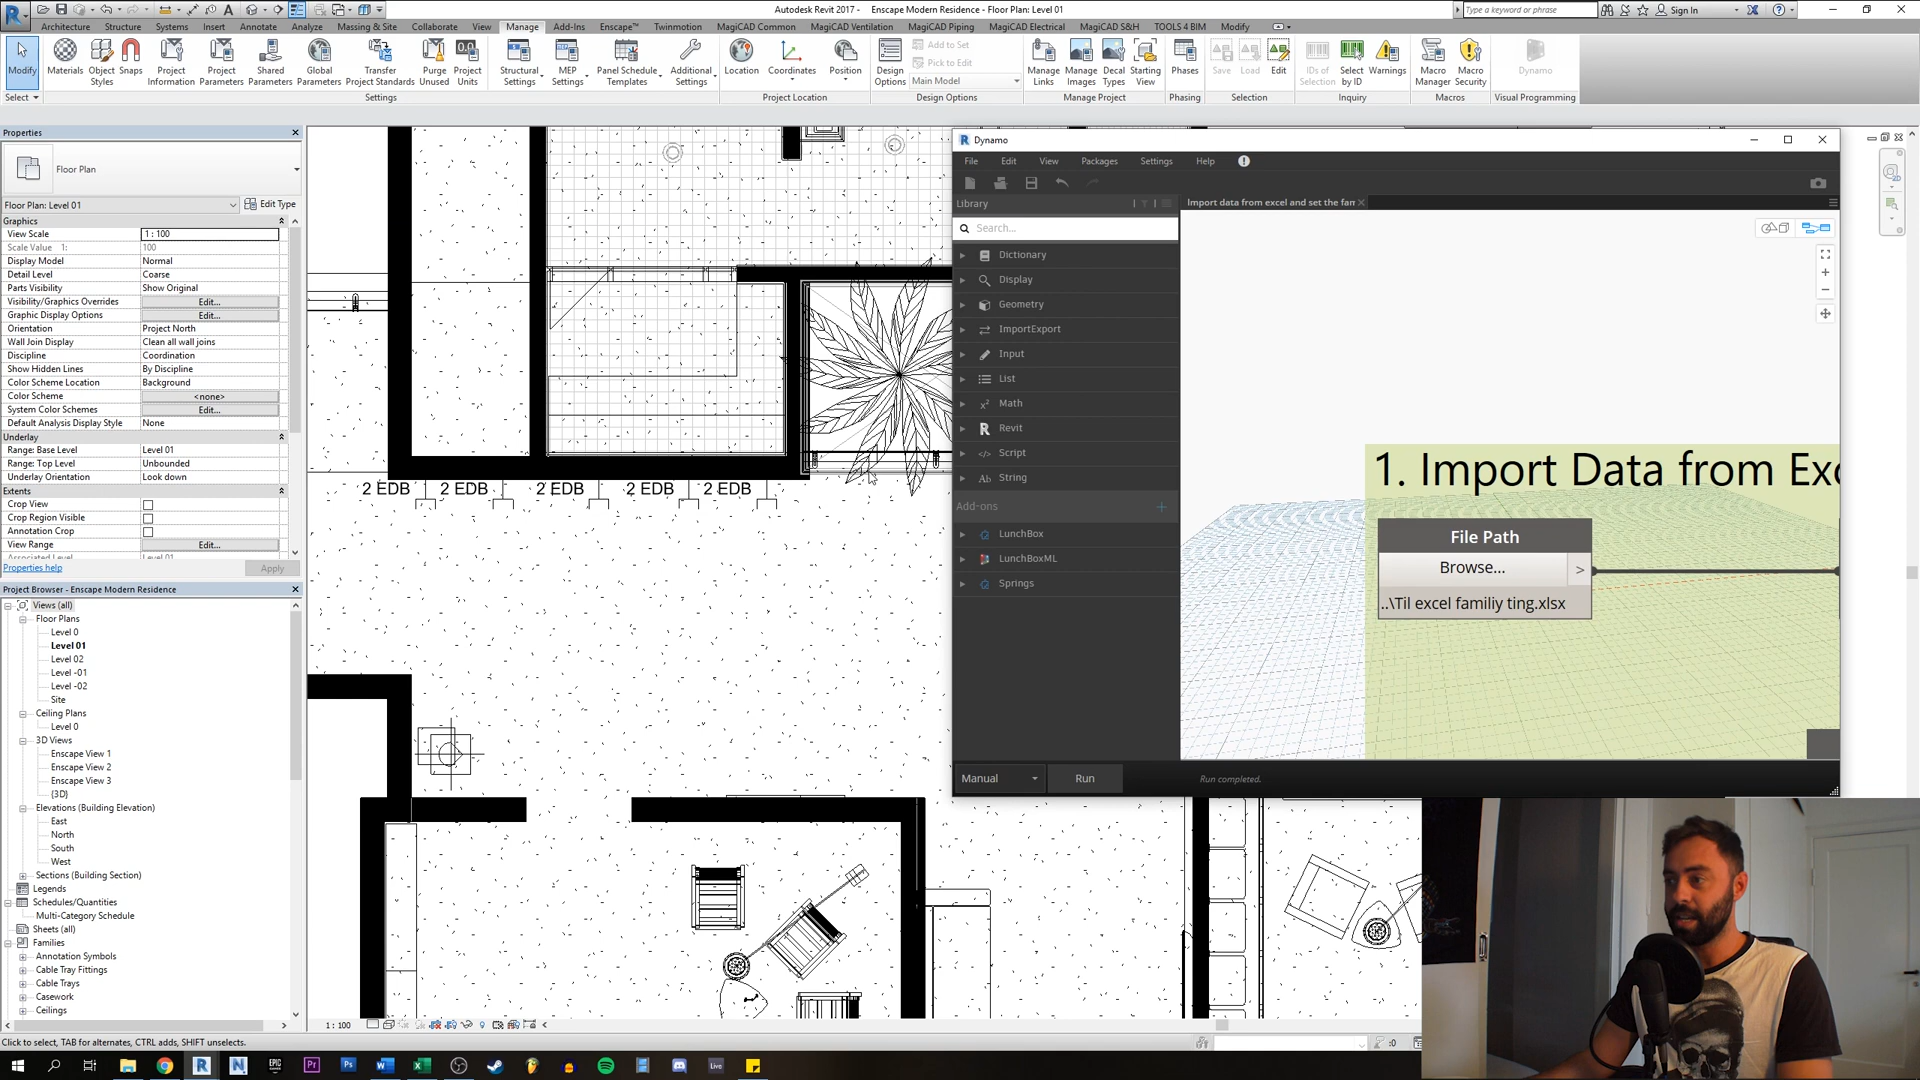 Autodesk Revit 2017 - Enscape Modern Residence - Floor Plan: Level 01
Type a keyword or phrase
Sign In
Architecture Structure Systems Insert Annotate Analyze Massing & Site Collaborate View Manage Add-Ins Enscape™ Twinmotion MagiCAD Common MagiCAD Ventilation MagiCAD Piping MagiCAD Electrical MagiCAD S&H TOOLS 4 BIM Modify
Modify
Materials
Object Styles
Snaps
Project Information
Project Parameters
Shared Parameters
Global Parameters
Transfer Project Standards
Purge Unused
Project Units
Structural Settings
MEP Settings
Panel Schedule Templates
Additional Settings
Location
Coordinates
Position
Design Options
Add to Set
Pick to Edit
Main Model
Manage Links
Manage Images
Decal Types
Starting View
Phases
Save
Load
Edit
IDs of Selection
Select by ID
Warnings
Macro Manager
Macro Security
Dynamo
Select Settings Project Location Design Options Manage Project Phasing Selection Inquiry Macros Visual Programming
Properties
Floor Plan
Floor Plan: Level 01
Edit Type
Graphics
View Scale 1 : 100
Scale Value 1: 100
Display Model Normal
Detail Level Coarse
Parts Visibility Show Original
Visibility/Graphics Overrides Edit...
Graphic Display Options Edit...
Orientation Project North
Wall Join Display Clean all wall joins
Discipline Coordination
Show Hidden Lines By Discipline
Color Scheme Location Background
Color Scheme <none>
System Color Schemes Edit...
Default Analysis Display Style None
Underlay
Range: Base Level Level 01
Range: Top Level Unbounded
Underlay Orientation Look down
Extents
Crop View
Crop Region Visible
Annotation Crop
View Range Edit...
Associated Level Level 01
Properties help
Apply
Project Browser - Enscape Modern Residence
Views (all)
Floor Plans
Level 0
Level 01
Level 02
Level -01
Level -02
Site
Ceiling Plans
Level 0
3D Views
Enscape View 1
Enscape View 2
Enscape View 3
{3D}
Elevations (Building Elevation)
East
North
South
West
Sections (Building Section)
Legends
Schedules/Quantities
Multi-Category Schedule
Sheets (all)
Families
Annotation Symbols
Cable Tray Fittings
Cable Trays
Casework
Ceilings
2 EDB 2 EDB 2 EDB 2 EDB 2 EDB
Dynamo
File Edit View Packages Settings Help
Library
Import data from excel and set the fam
Search...
Dictionary
Display
Geometry
ImportExport
Input
List
Math
Revit
Script
String
Add-ons
LunchBox
LunchBoxML
Springs
1. Import Data from Exc
File Path
Browse...
>
..\Til excel familiy ting.xlsx
Manual
Run
Run completed.
1 : 100
Click to select, TAB for alternates, CTRL adds, SHIFT unselects.
:0